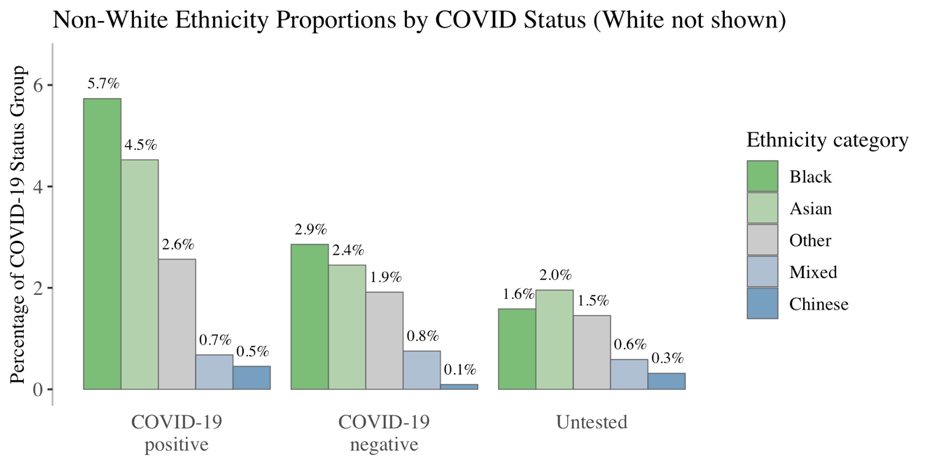 Non-White Ethnicity Proportions by COVID Status (White not shown)
Percentage of COVID-19 Status Group
6
4
2
0
5.7%
4.5%
2.6%
0.7%
0.5%
2.9%
2.4%
1.9%
0.8%
0.1%
1.6%
2.0%
1.5%
0.6%
0.3%
COVID-19
positive
COVID-19
negative
Untested
Ethnicity category
Black
Asian
Other
Mixed
Chinese